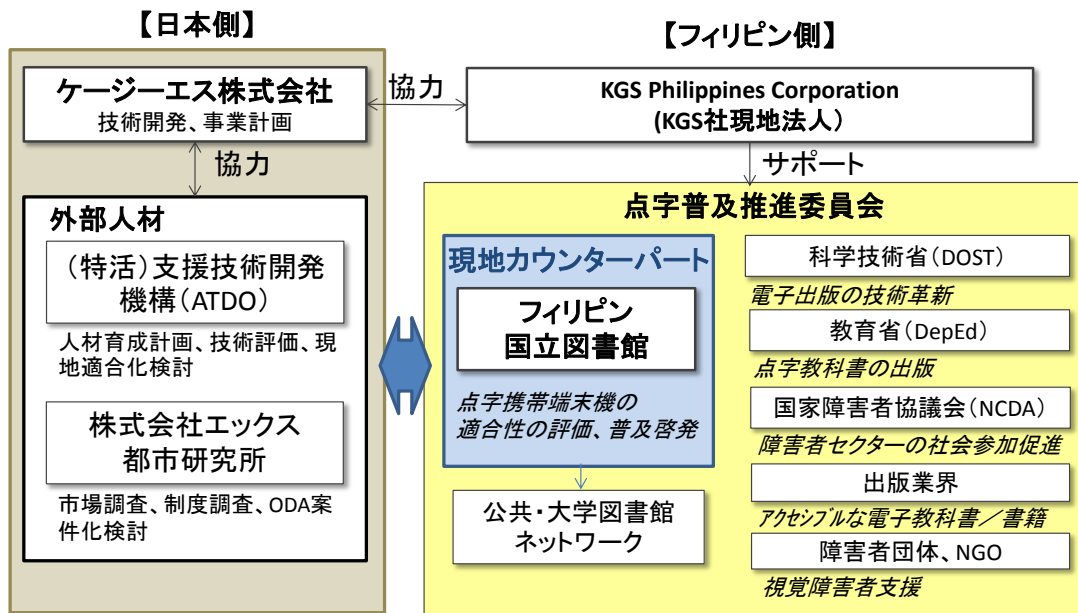 【日本側】
ケージーエス株式会社
技術開発、事業計画
協力
協力
外部人材
（特活）支援技術開発
機構（ATDO）
人材育成計画、技術評価、現
地適合化検討
株式会社エックス
都市研究所
市場調査、制度調査、ODA案
件化検討
【フィリピン側】
KGS Philippines Corporation
(KGS社現地法人）
サポート
点字普及推進委員会
現地カウンターパート
フィリピン
国立図書館
点字携帯端末機の
適合性の評価、普及啓発
公共・大学図書館
ネットワーク
科学技術省（DOST）
電子出版の技術革新
教育省（DepEd）
点字教科書の出版
国家障害者協議会（NCDA）
障害者セクターの社会参加促進
出版業界
ｱｸｾｼﾌﾞﾙな電子教科書／書籍
障害者団体、NGO
視覚障害者支援